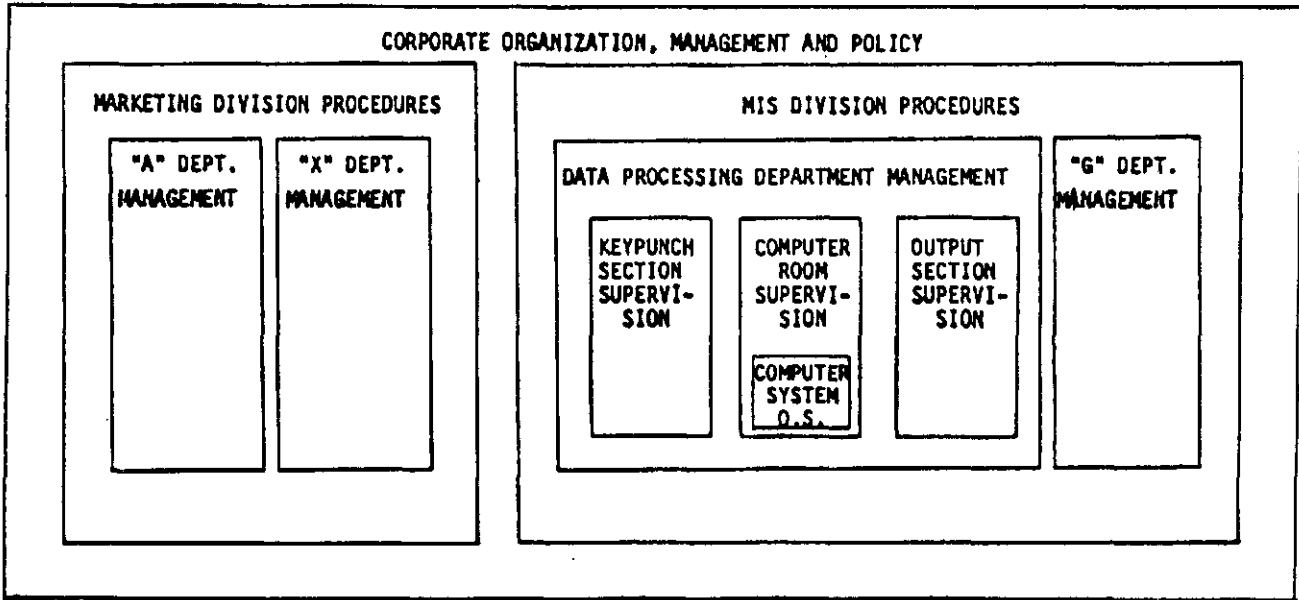 CORPORATE ORGANIZATION, MANAGEMENT AND POLICY
MARKETING DIVISION PROCEDURES
"A" DEPT.
MANAGEMENT
"X" DEPT.
MANAGEMENT
MIS DIVISION PROCEDURES
DATA PROCESSING DEPARTMENT MANAGEMENT
KEYPUNCH
SECTION
SUPERVI-
SION
COMPUTER
ROOM
SUPERVI-
SION
COMPUTER
SYSTEM
O.S.
OUTPUT
SECTION
SUPERVI-
SION
"G" DEPT.
MANAGEMENT